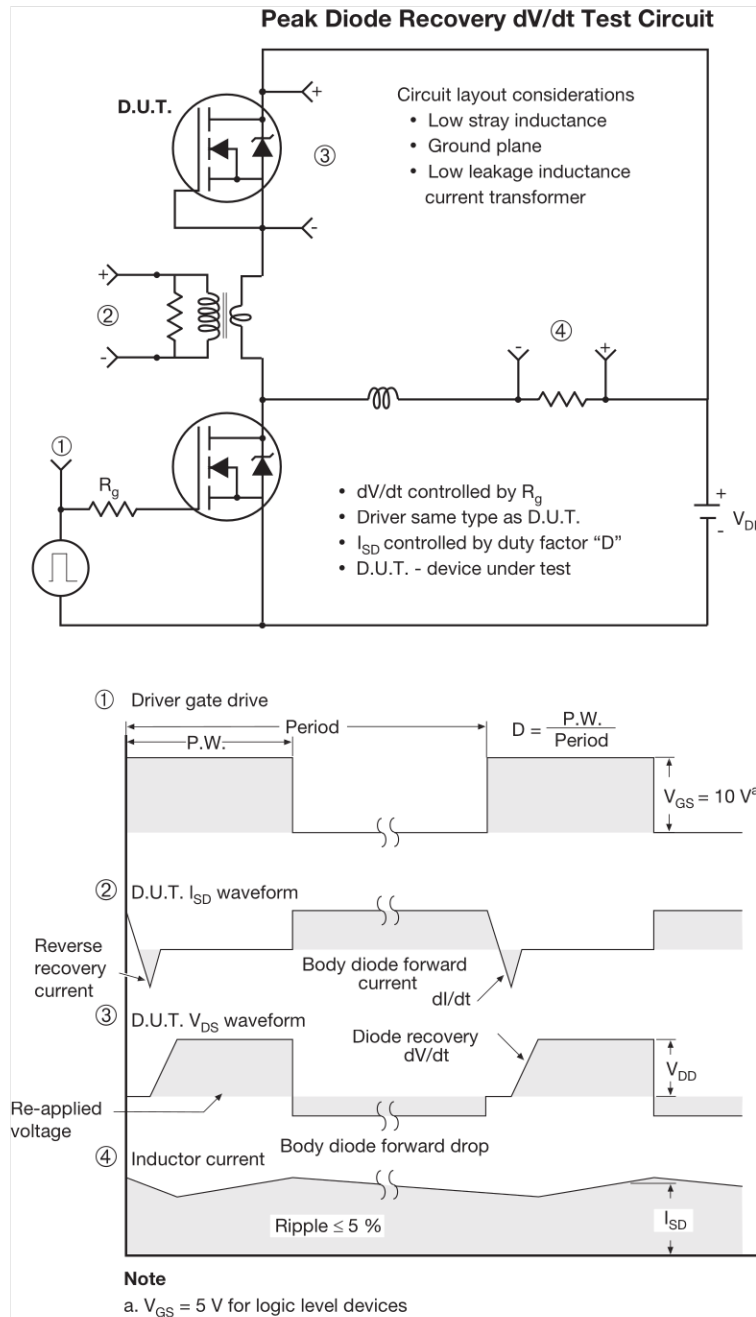 Peak Diode Recovery dV/dt Test Circuit
D.U.T.
+
③
-
Circuit layout considerations
• Low stray inductance
• Ground plane
• Low leakage inductance
current transformer
+
②
-
-
④
+
①
Rg
• dV/dt controlled by Rg
• Driver same type as D.U.T.
• ISD controlled by duty factor “D”
• D.U.T. - device under test
+
-
① Driver gate drive
Period
P.W.
D = P.W.
Period
VGS = 10 Va
② D.U.T. ISD waveform
Reverse
recovery
current
Body diode forward
current
dI/dt
③ D.U.T. VDS waveform
Diode recovery
dV/dt
VDD
Re-applied
voltage
Body diode forward drop
④ Inductor current
Ripple ≤ 5 %
ISD
Note
a. VGS = 5 V for logic level devices